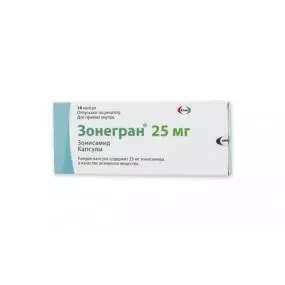 14 капсул
Отпускают по рецепту
Для приема внутрь
Зонегран® 25 мг
Зонисамид
Капсулы
Каждая капсула содержит 25 мг зонисамида
в качестве активного вещества.
Eisai